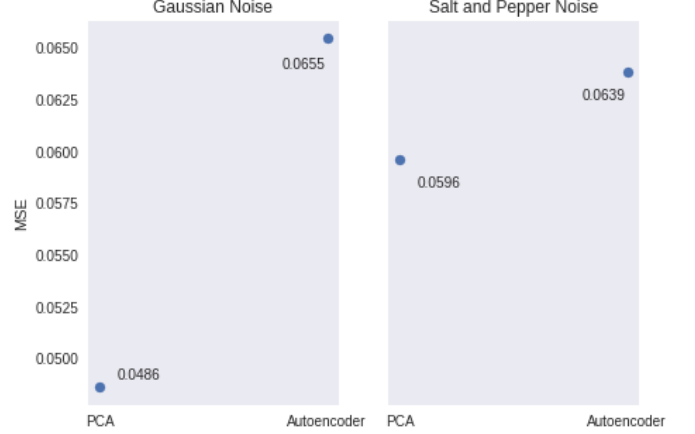 Gaussian Noise
Salt and Pepper Noise
MSE
0.0650
0.0625
0.0600
0.0575
0.0550
0.0525
0.0500
0.0655
0.0486
0.0639
0.0596
PCA
Autoencoder
PCA
Autoencoder